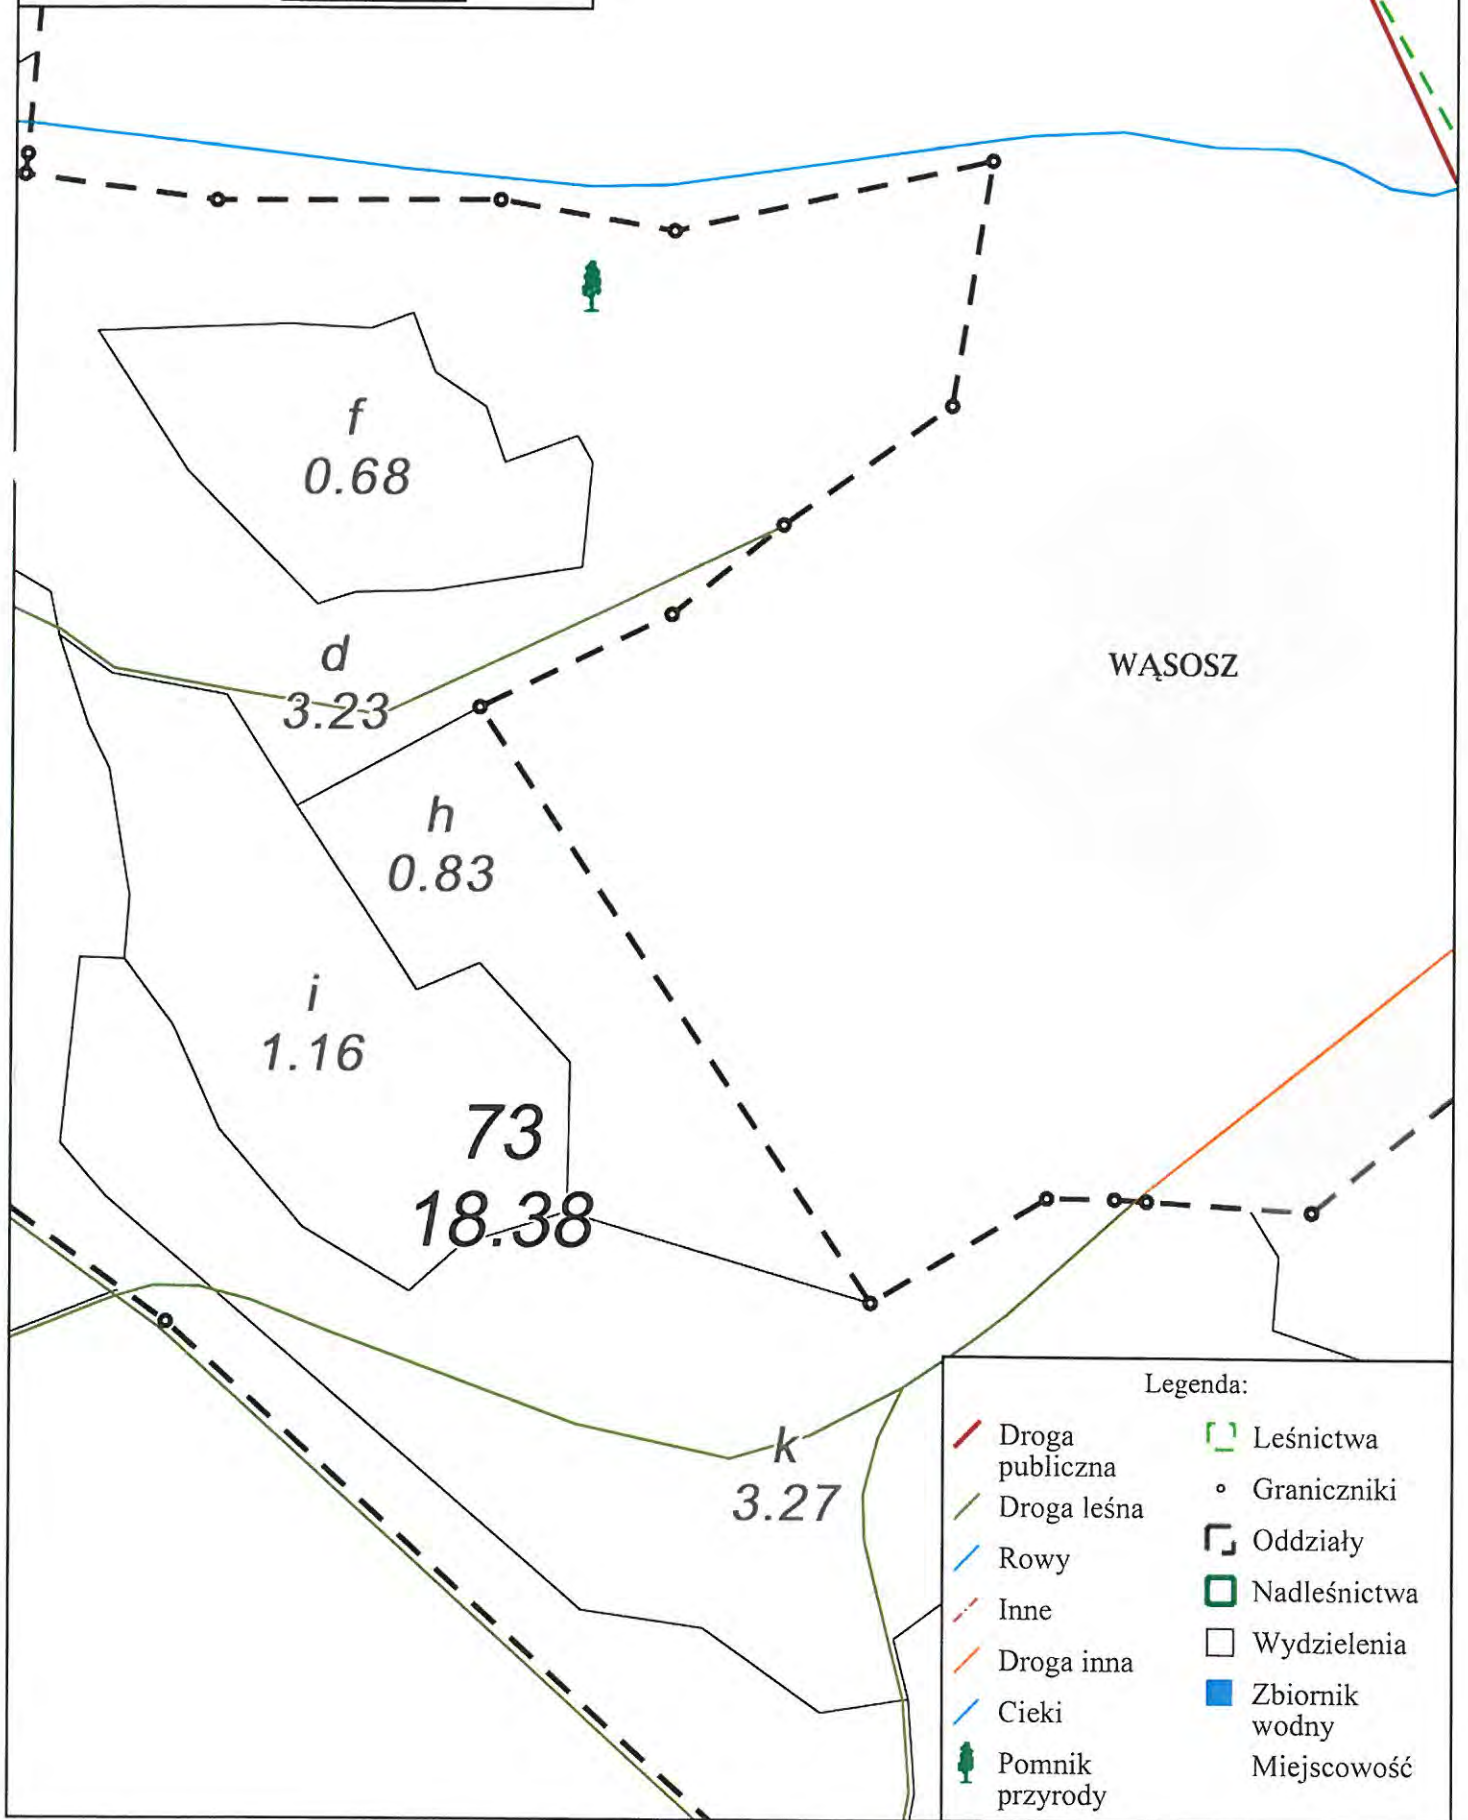 f
0.68
d
3.23
WĄSOSZ
h
0.83
i
1.16
73
18.38
k
3.27
Legenda:
Droga
publiczna
Droga leśna
Rowy
Inne
Droga inna
Cieki
Pomnik
przyrody
Leśnictwa
Graniczniki
Oddziały
Nadleśnictwa
Wydzielenia
Zbiornik
wodny
Miejscowość